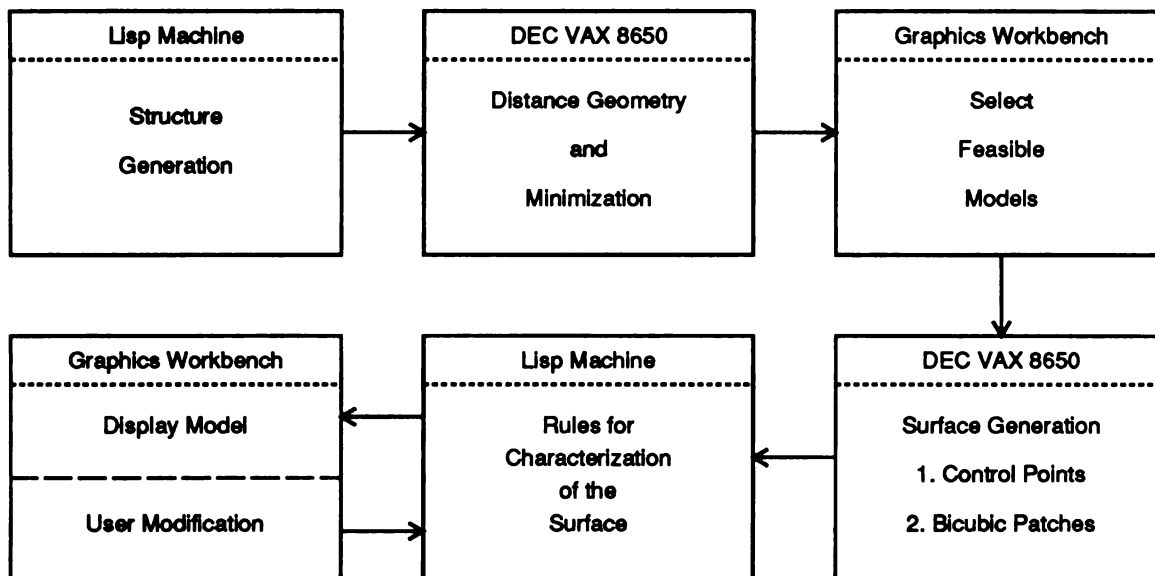 Lisp Machine
Structure
Generation
DEC VAX 8650
Distance Geometry
and
Minimization
Graphics Workbench
Select
Feasible
Models
Graphics Workbench
Display Model
User Modification
Lisp Machine
Rules for
Characterization
of the
Surface
DEC VAX 8650
Surface Generation
1. Control Points
2. Bicubic Patches